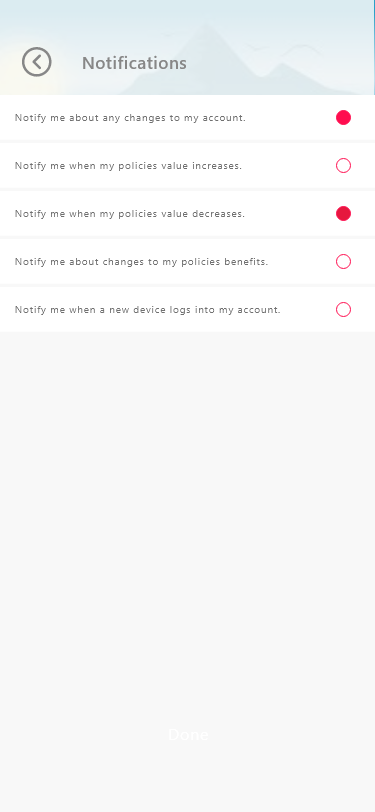 Notifications
Notify me about any changes to my account.
Notify me when my policies value increases.
Notify me when my policies value decreases.
Notify me about changes to my policies benefits.
Notify me when a new device logs into my account.
Done